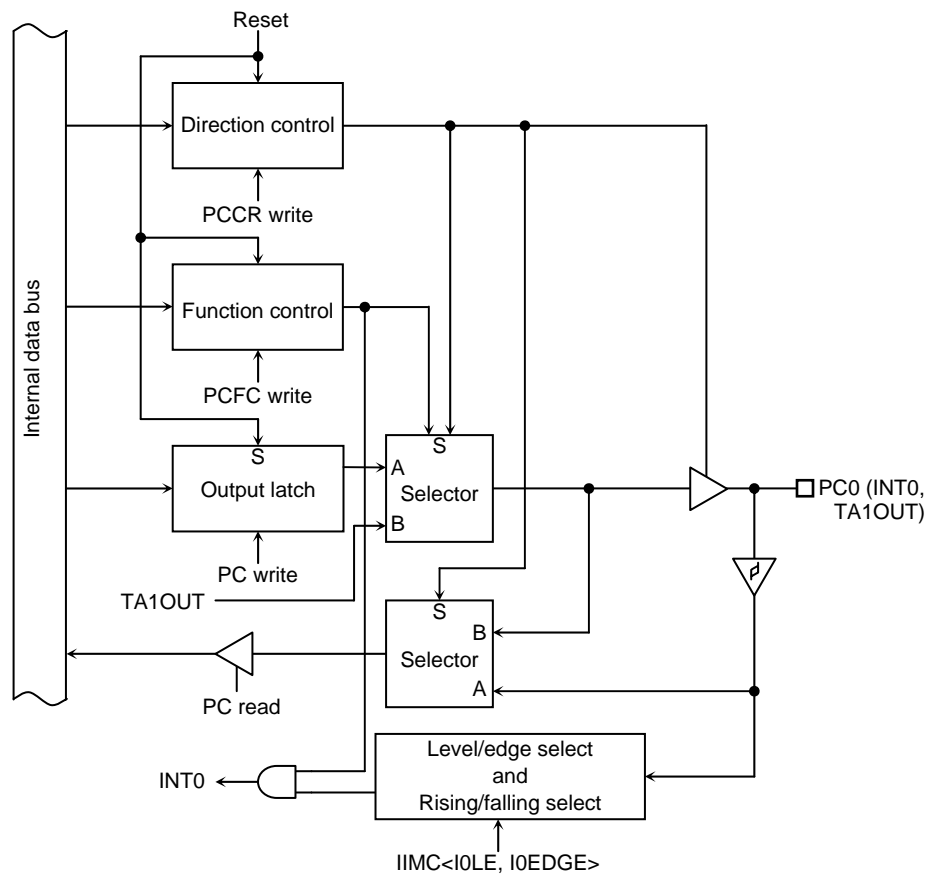 Reset
Internal data bus
Direction control
PCCR write
Function control
PCFC write
S
Output latch
PC write
S
A
Selector
B
PC0 (INT0,
TA1OUT)
TA1OUT
S
B
Selector
A
PC read
Level/edge select
and
Rising/falling select
INT0
IIMC<I0LE, I0EDGE>